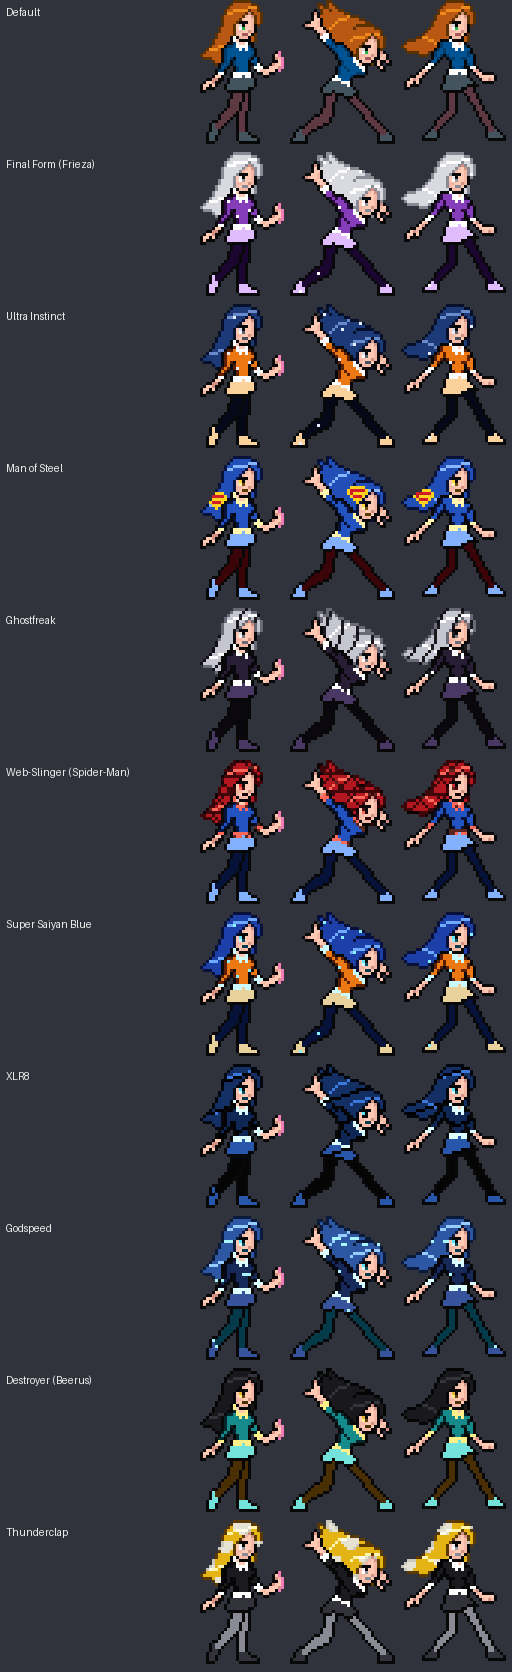 Default
Final Form (Frieza)
Ultra Instinct
Man of Steel
Ghostfreak
Web-Slinger (Spider-Man)
Super Saiyan Blue
XLR8
Godspeed
Destroyer (Beerus)
Thunderclap